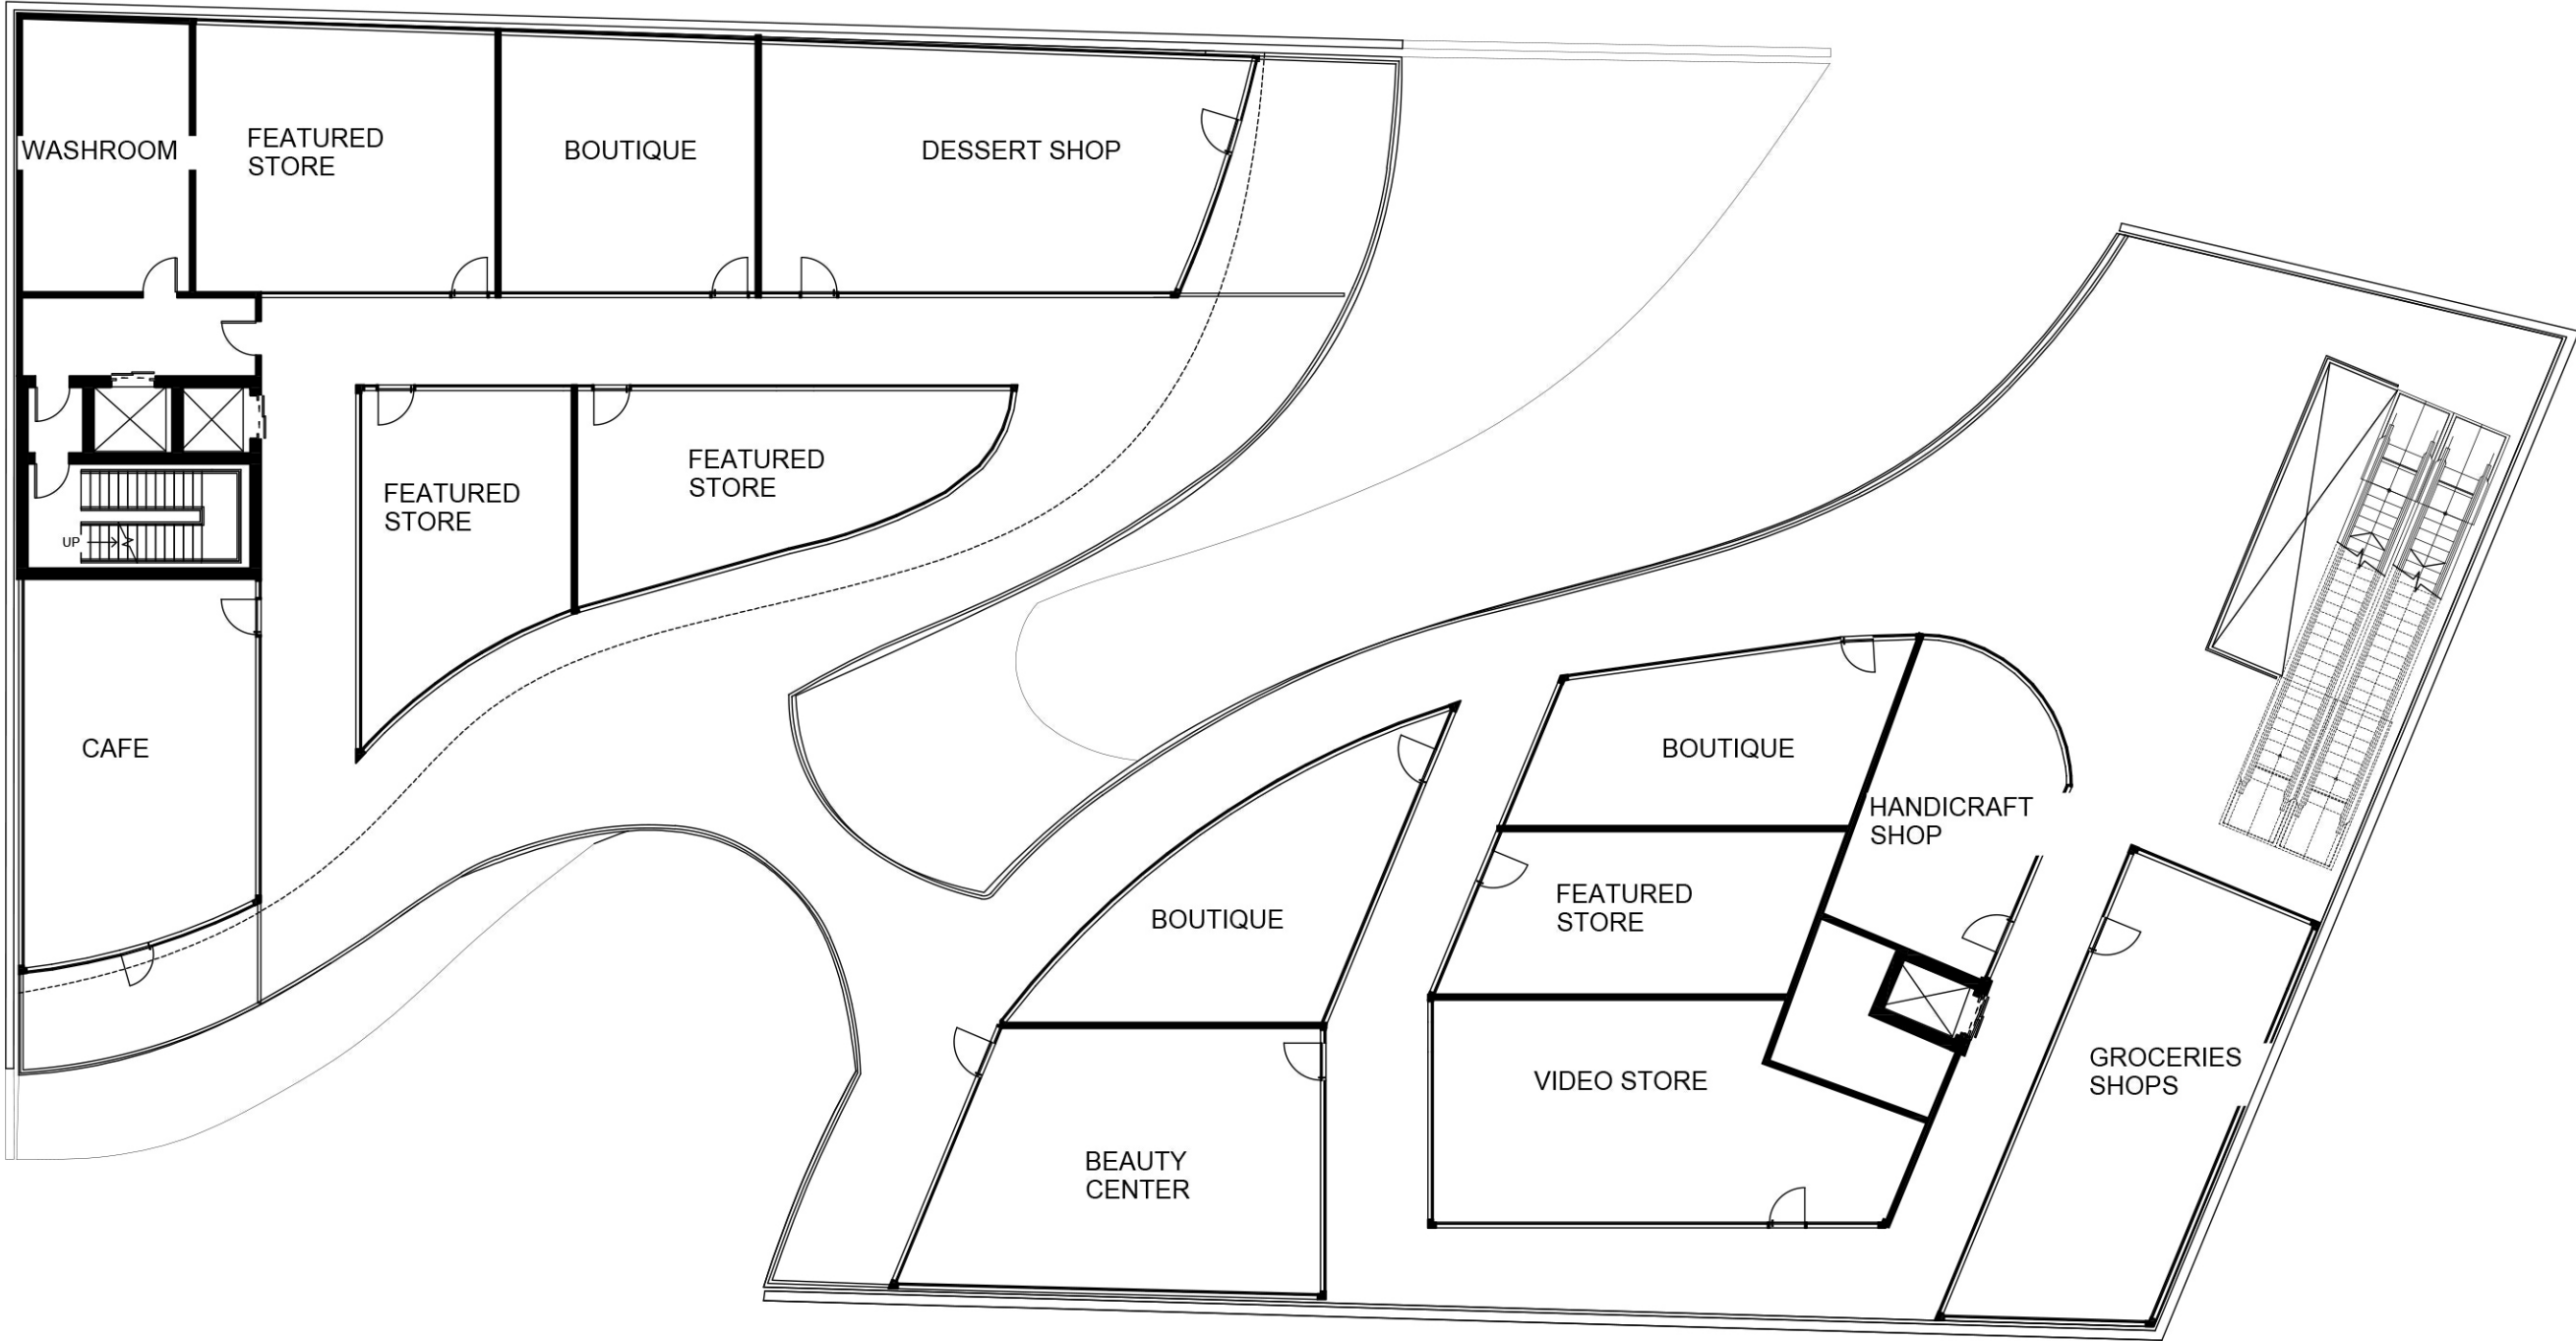 WASHROOM
FEATURED
STORE
BOUTIQUE
DESSERT SHOP
FEATURED
STORE
FEATURED
STORE
UP
CAFE
BOUTIQUE
HANDICRAFT
SHOP
BOUTIQUE
FEATURED
STORE
VIDEO STORE
GROCERIES
SHOPS
BEAUTY
CENTER